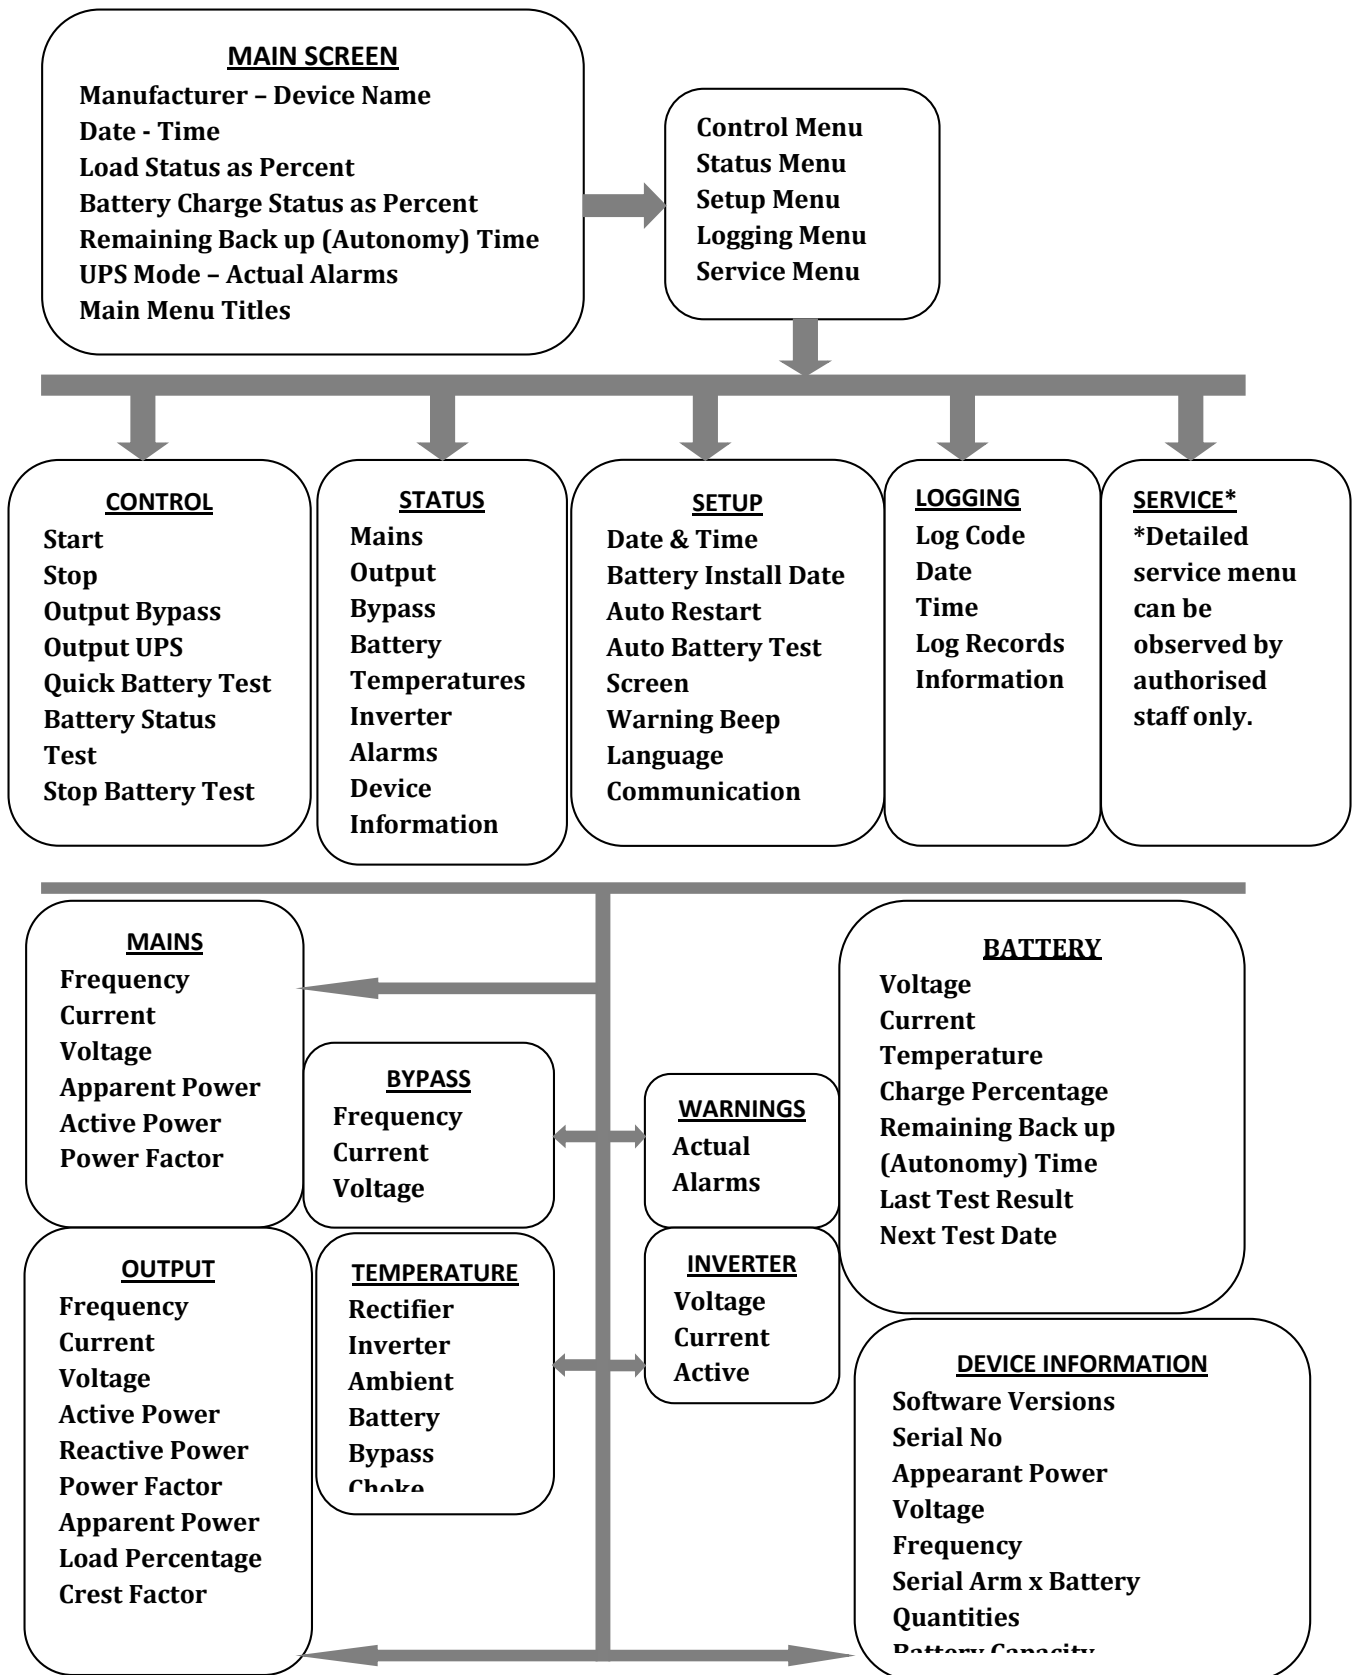 MAIN SCREEN
Manufacturer – Device Name
Date - Time
Load Status as Percent
Battery Charge Status as Percent
Remaining Back up (Autonomy) Time
UPS Mode – Actual Alarms
Main Menu Titles
Control Menu
Status Menu
Setup Menu
Logging Menu
Service Menu
CONTROL
Start
Stop
Output Bypass
Output UPS
Quick Battery Test
Battery Status
Test
Stop Battery Test
STATUS
Mains
Output
Bypass
Battery
Temperatures
Inverter
Alarms
Device
Information
SETUP
Date & Time
Battery Install Date
Auto Restart
Auto Battery Test
Screen
Warning Beep
Language
Communication
LOGGING
Log Code
Date
Time
Log Records
Information
SERVICE*
*Detailed
service menu
can be
observed by
authorised
staff only.
MAINS
Frequency
Current
Voltage
Apparent Power
Active Power
Power Factor
BYPASS
Frequency
Current
Voltage
WARNINGS
Actual
Alarms
BATTERY
Voltage
Current
Temperature
Charge Percentage
Remaining Back up
(Autonomy) Time
Last Test Result
Next Test Date
OUTPUT
Frequency
Current
Voltage
Active Power
Reactive Power
Power Factor
Apparent Power
Load Percentage
Crest Factor
TEMPERATURE
Rectifier
Inverter
Ambient
Battery
Bypass
Choke
INVERTER
Voltage
Current
Active
DEVICE INFORMATION
Software Versions
Serial No
Appearant Power
Voltage
Frequency
Serial Arm x Battery
Quantities
Battery Capacity